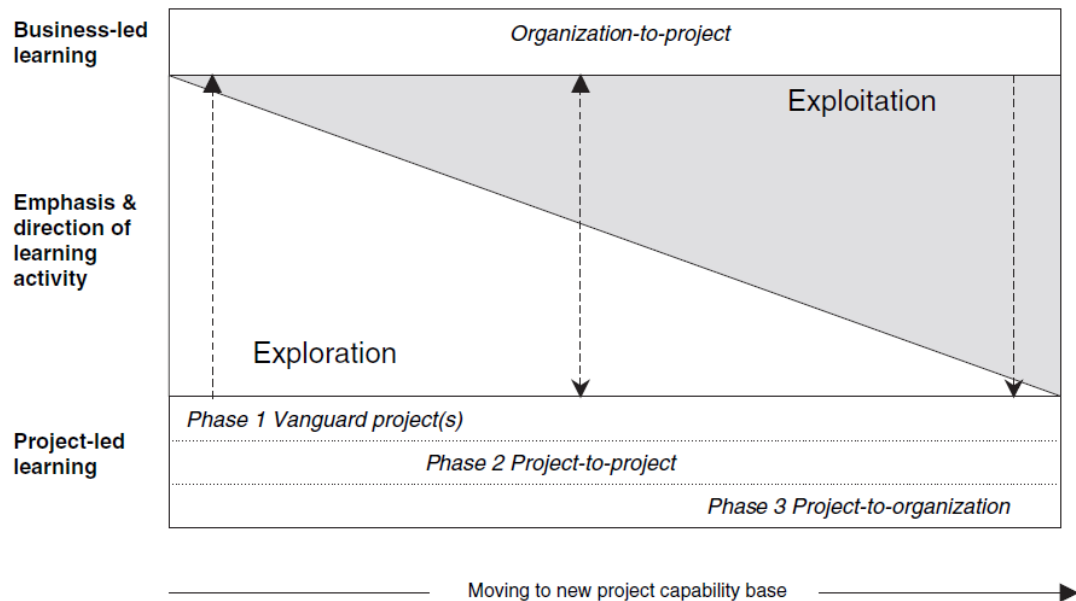 Business-led
learning
Organization-to-project
Exploitation
Emphasis &
direction of
learning
activity
Exploration
Project-led
learning
Phase 1 Vanguard project(s)
Phase 2 Project-to-project
Phase 3 Project-to-organization
Moving to new project capability base